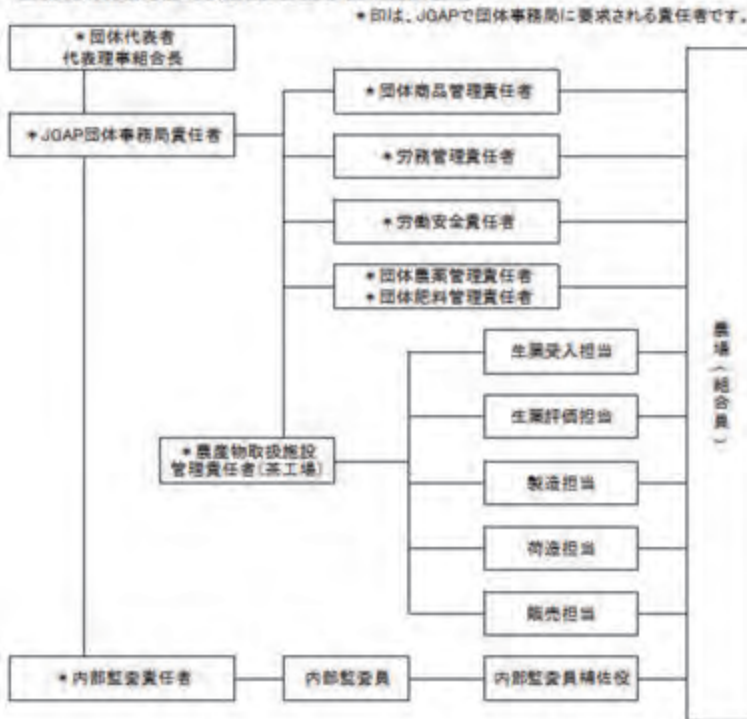 *印は、JGAPで団体事務局に要求される責任者です。
*団体代表者
代表理事組合長
*JGAP団体事務局責任者
*団体商品管理責任者
*労務管理責任者
*労働安全責任者
*団体農薬管理責任者
*団体肥料管理責任者
*農産物取扱施設
管理責任者(茶工場)
生葉受入担当
生葉評価担当
製造担当
荷造担当
販売担当
*内部監査責任者
内部監査員
内部監査員補佐役
農場(組合員)